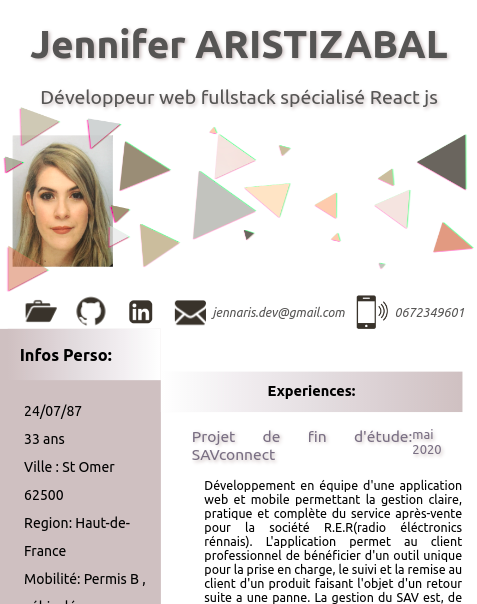 Jennifer ARISTIZABAL
Développeur web fullstack spécialisé React js
jennaris.dev@gmail.com
0672349601
Infos Perso:
24/07/87
33 ans
Ville : St Omer
62500
Region: Haut-de-
France
Mobilité: Permis B ,
Experiences:
Projet de fin d'étude:
SAVconnect
mai
2020
Développement en équipe d'une application
web et mobile permettant la gestion claire,
pratique et complète du service après-vente
pour la société R.E.R(radio éléctronics
rénnais). L'application permet au client
professionnel de bénéficier d'un outil unique
pour la prise en charge, le suivi et la remise au
client d'un produit faisant l'objet d'un retour
suite a une panne. La gestion du SAV est, de